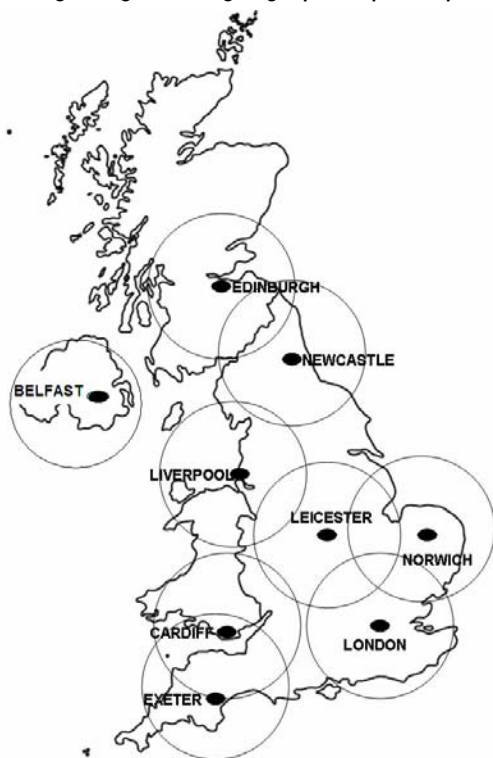 EDINBURGH
NEWCASTLE
BELFAST
LIVERPOOL
LEICESTER
NORWICH
CARDIFF
LONDON
EXETER